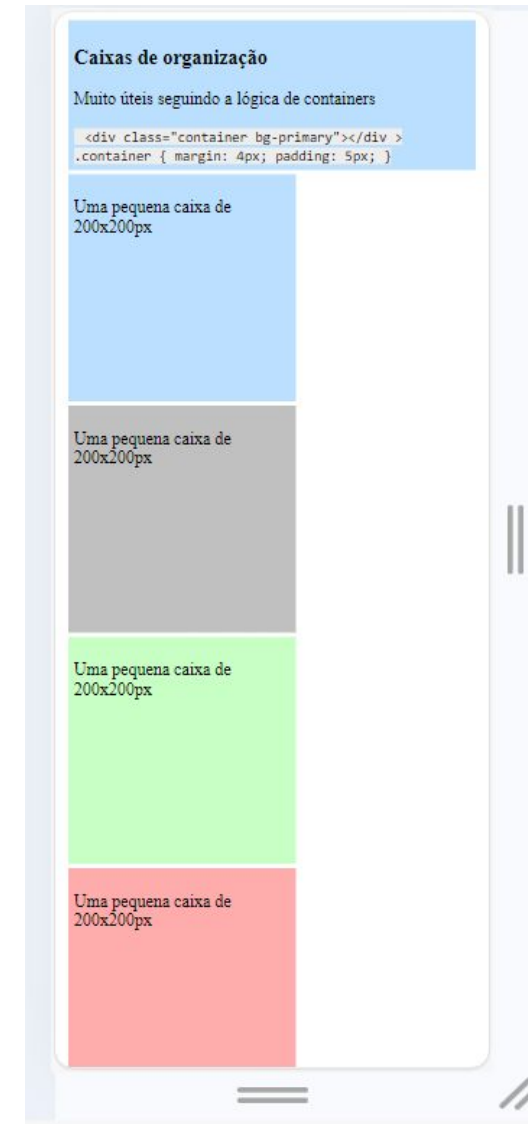 Caixas de organização
Muito úteis seguindo a lógica de containers
<div class="container bg-primary"></div >
.container { margin: 4px; padding: 5px; }
Uma pequena caixa de
200x200px
Uma pequena caixa de
200x200px
Uma pequena caixa de
200x200px
Uma pequena caixa de
200x200px